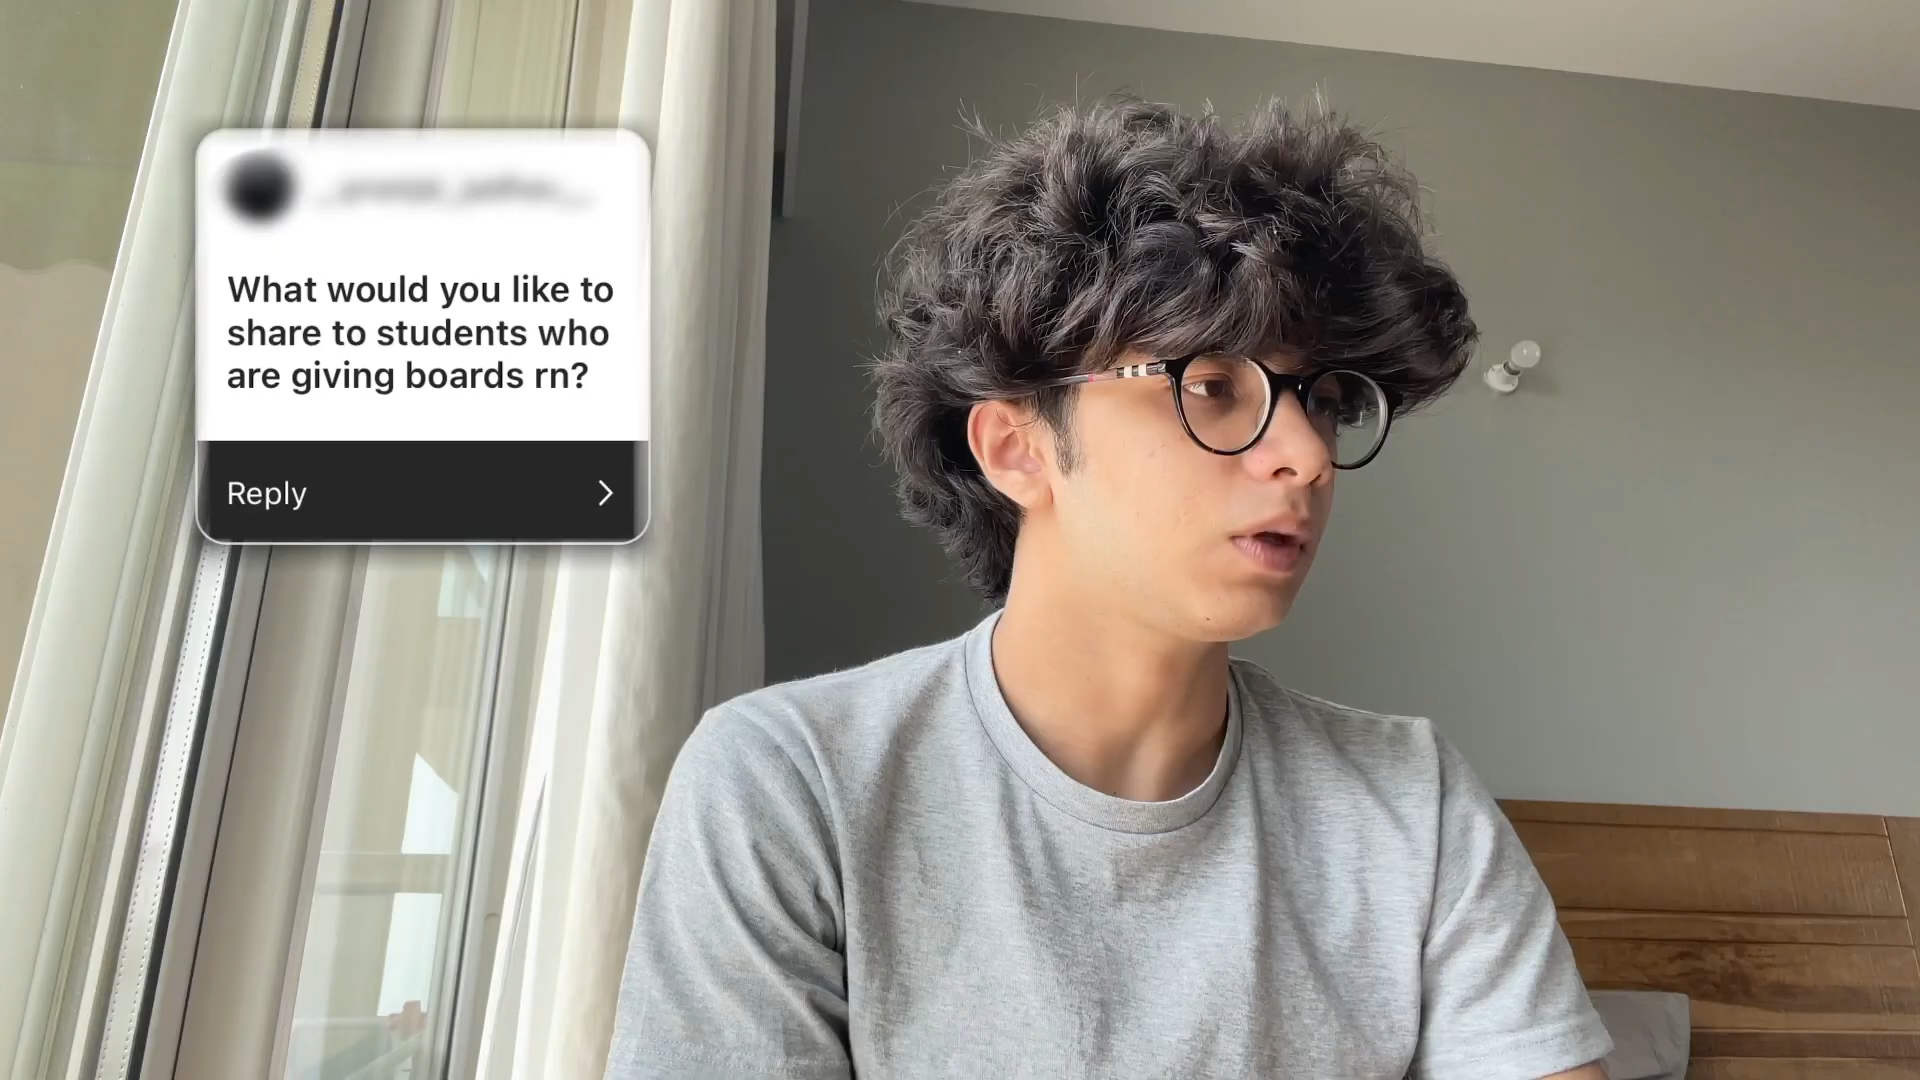 What would you like to
share to students who
are giving boards rn?
Reply